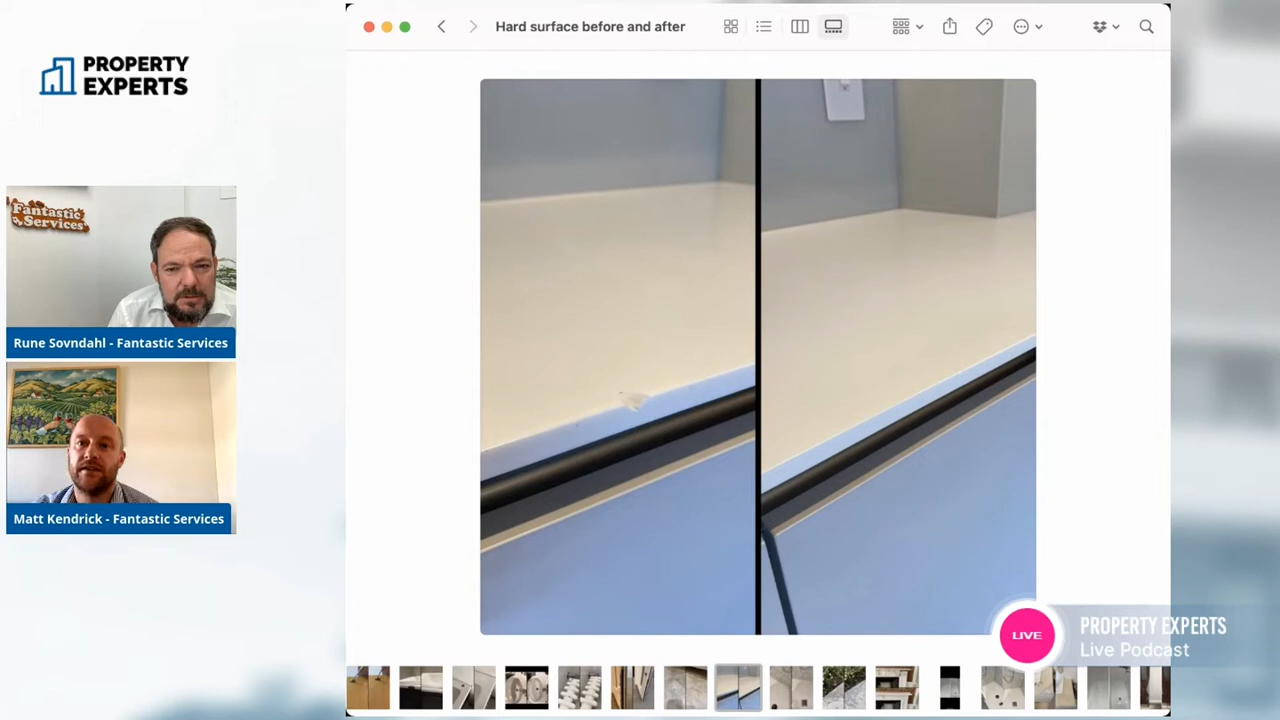 PROPERTY
EXPERTS
Hard surface before and after
Fantastic
Services
Rune Sovndahl - Fantastic Services
Matt Kendrick - Fantastic Services
LIVE
PROPERTY EXPERTS
Live Podcast